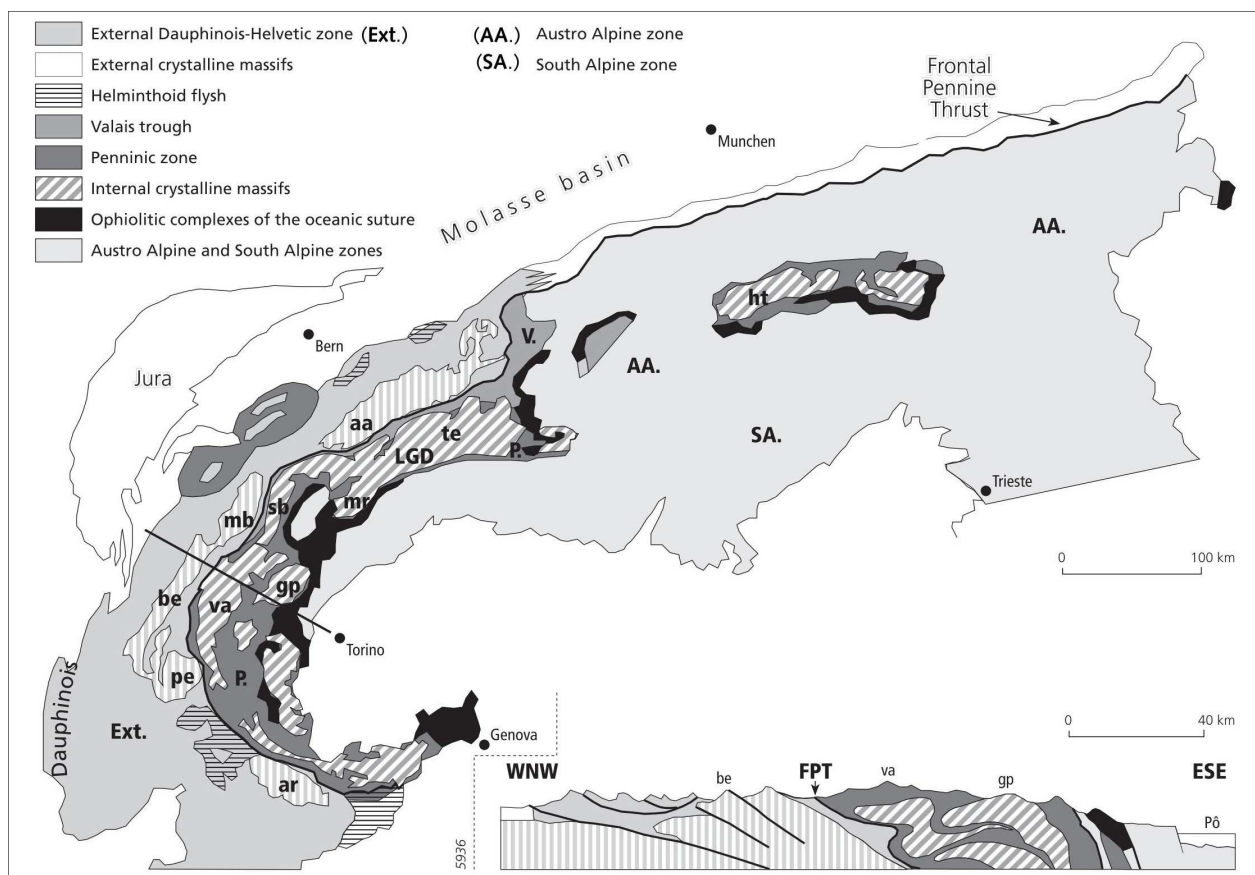 External Dauphinois-Helvetic zone (Ext.)
External crystalline massifs
Helminthoid flysch
Valais trough
Penninic zone
Internal crystalline massifs
Ophiolitic complexes of the oceanic suture
Austro Alpine and South Alpine zones
(AA.) Austro Alpine zone
(SA.) South Alpine zone
Frontal
Pennine
Thrust
Munchen
Molasse basin
AA.
ht
Bern
V.
Jura
AA.
aa
te
SA.
LGD
P.
Trieste
sb
mr
mb
0 100 km
gp
be
va
Torino
pe
P.
Dauphinois
Ext.
0 40 km
Genova
ar
WNW
be
FPT
va
gp
ESE
Pô
5936